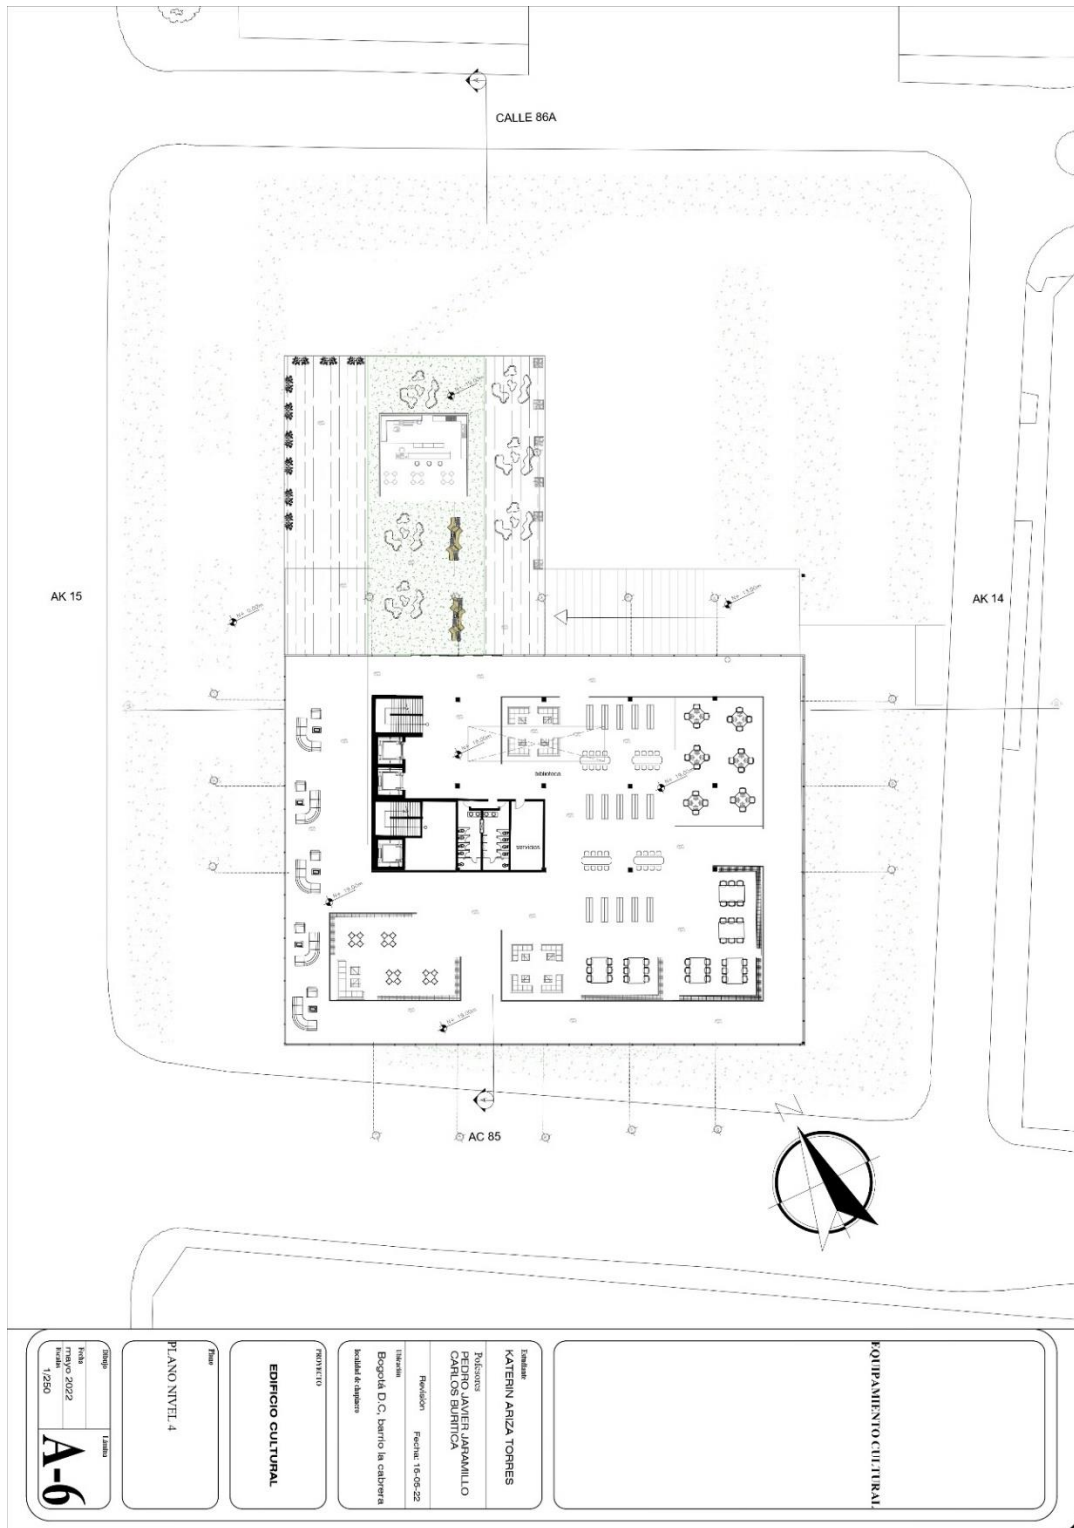 CALLE 86A
AK 15
AK 14
biblioteca
servicios
AC 85
N
EQUIPAMIENTO CULTURAL
Estudiante
KATERIN ARIZA TORRES
Profesores
PEDRO JAVIER JARAMILLO
CARLOS BURITICA
Revisión
Fecha: 16-05-22
Ubicación
Bogotá D.C, barrio la cabrera
localidad de chapinero
PROYECTO
EDIFICIO CULTURAL
Plano
PLANO NIVEL 4
Dibujo
Fecha
mayo 2022
Escala
1/250
Lámina
A-6